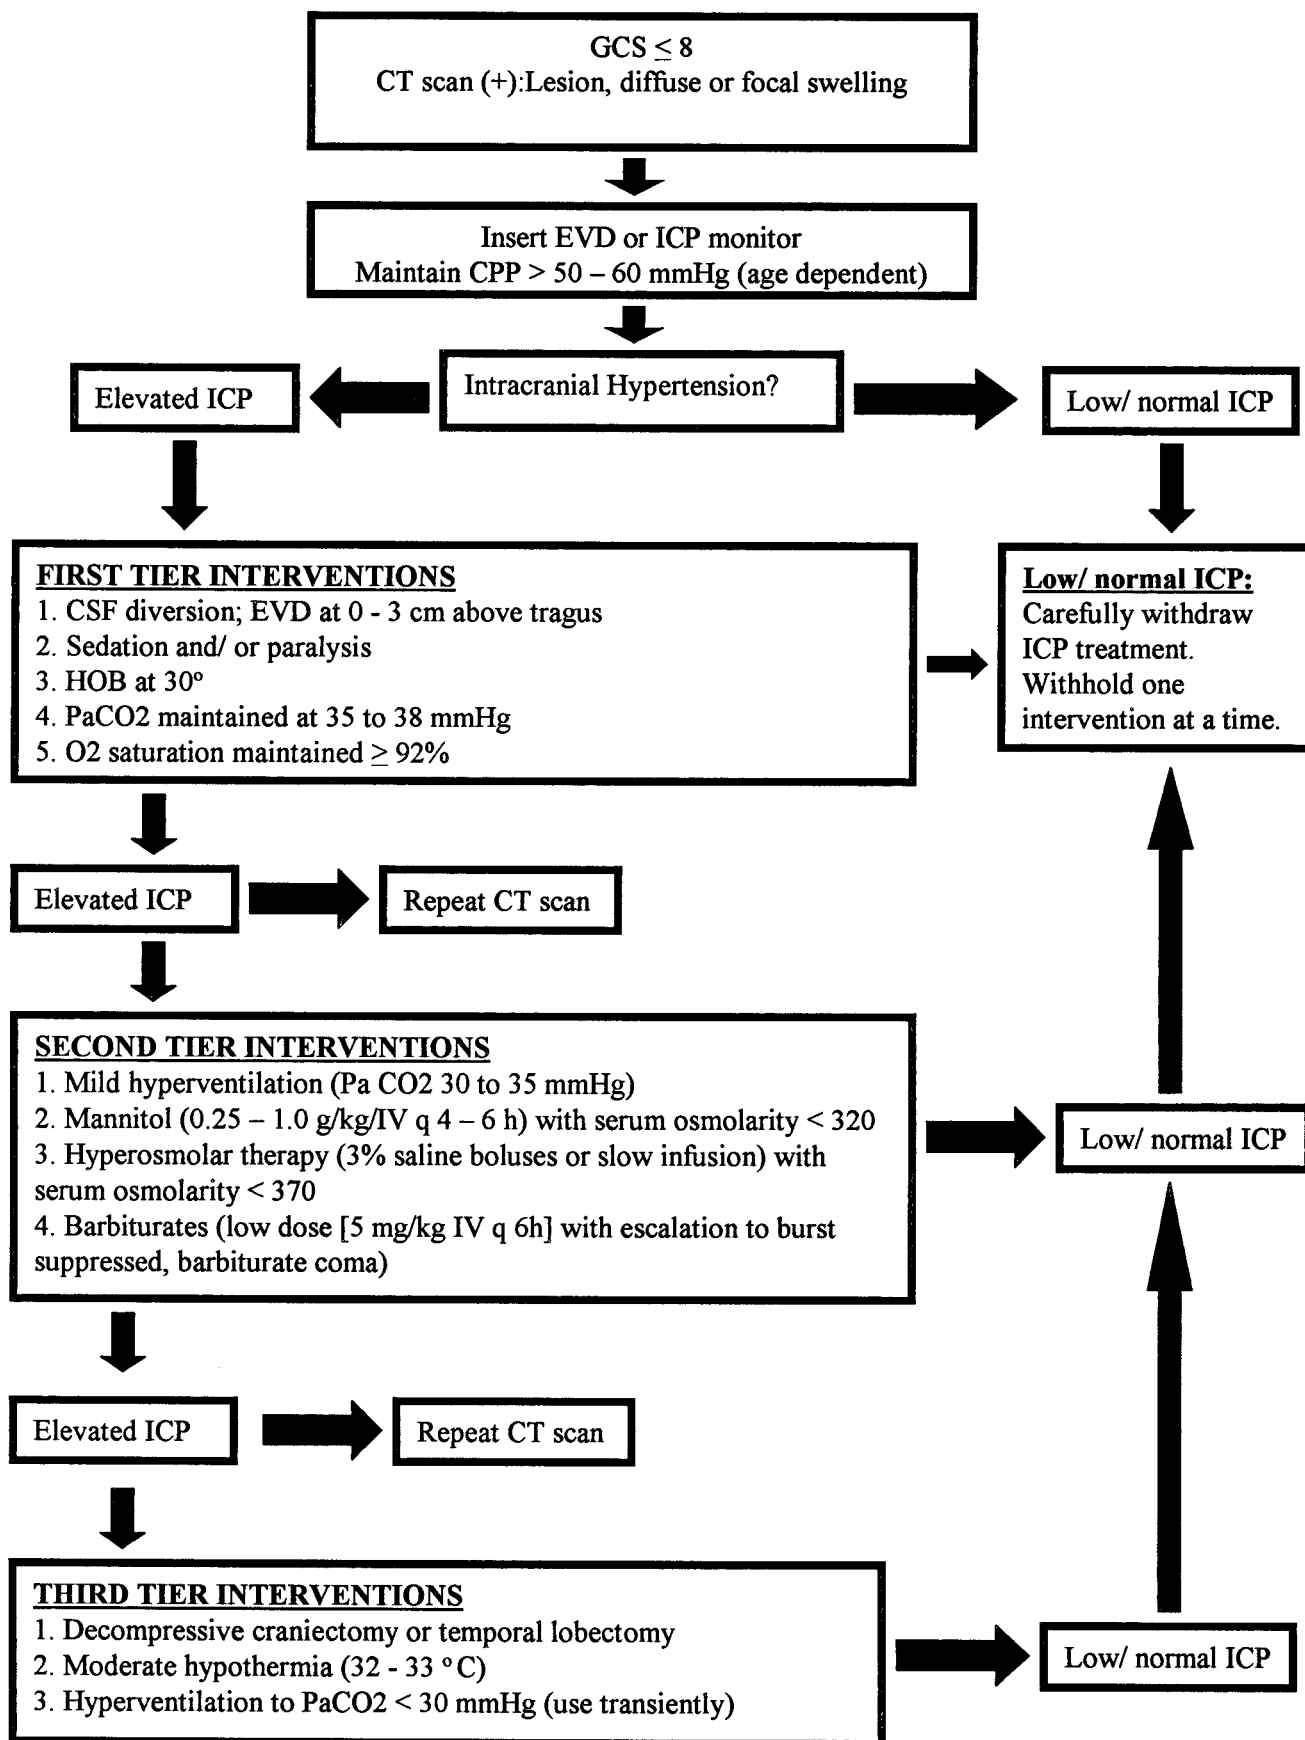 GCS ≤ 8
CT scan (+):Lesion, diffuse or focal swelling
Insert EVD or ICP monitor
Maintain CPP > 50 – 60 mmHg (age dependent)
Intracranial Hypertension?
Elevated ICP
Low/ normal ICP
FIRST TIER INTERVENTIONS
1. CSF diversion; EVD at 0 - 3 cm above tragus
2. Sedation and/ or paralysis
3. HOB at 30º
4. PaCO2 maintained at 35 to 38 mmHg
5. O2 saturation maintained ≥ 92%
Low/ normal ICP:
Carefully withdraw
ICP treatment.
Withhold one
intervention at a time.
Elevated ICP
Repeat CT scan
SECOND TIER INTERVENTIONS
1. Mild hyperventilation (Pa CO2 30 to 35 mmHg)
2. Mannitol (0.25 – 1.0 g/kg/IV q 4 – 6 h) with serum osmolarity < 320
3. Hyperosmolar therapy (3% saline boluses or slow infusion) with
serum osmolarity < 370
4. Barbiturates (low dose [5 mg/kg IV q 6h] with escalation to burst
suppressed, barbiturate coma)
Low/ normal ICP
Elevated ICP
Repeat CT scan
THIRD TIER INTERVENTIONS
1. Decompressive craniectomy or temporal lobectomy
2. Moderate hypothermia (32 - 33 º C)
3. Hyperventilation to PaCO2 < 30 mmHg (use transiently)
Low/ normal ICP